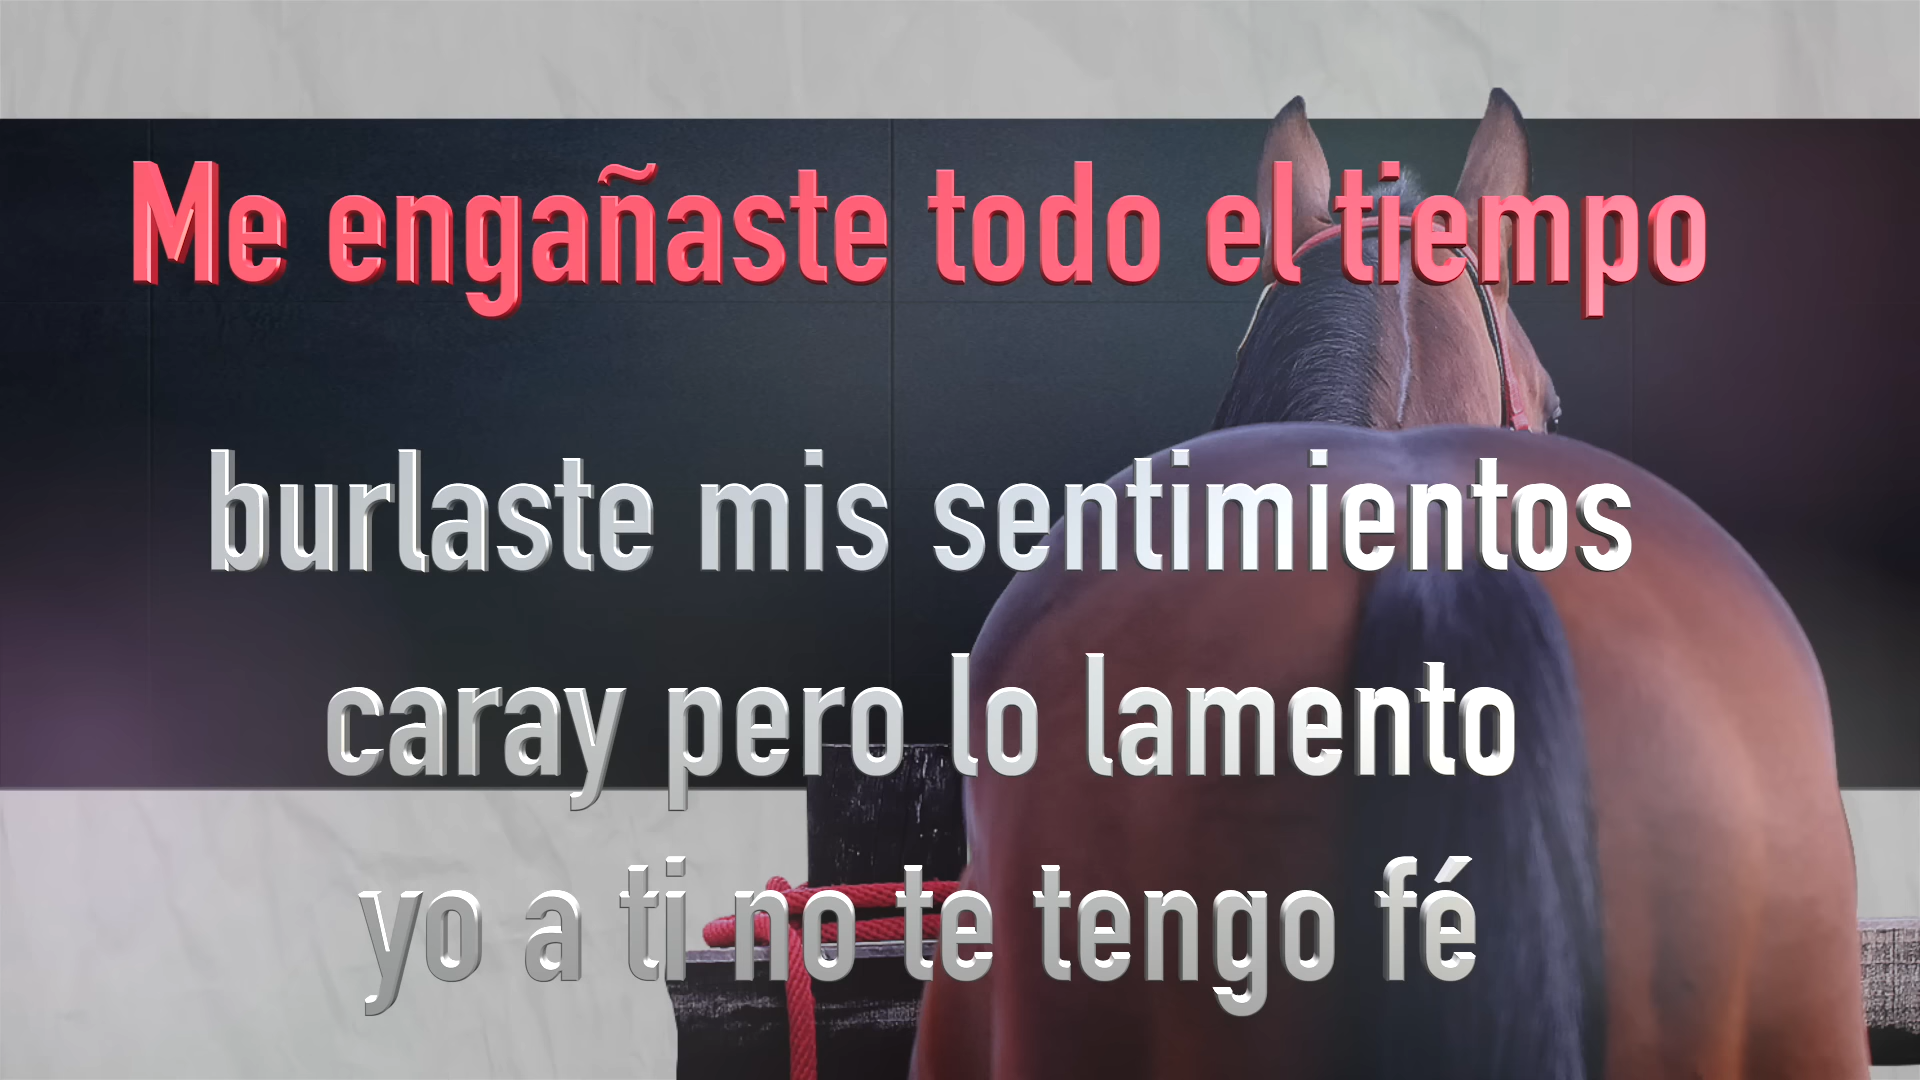 Me engañaste todo el tiempo
burlaste mis sentimientos
caray pero lo lamento
yo a ti no te tengo fé